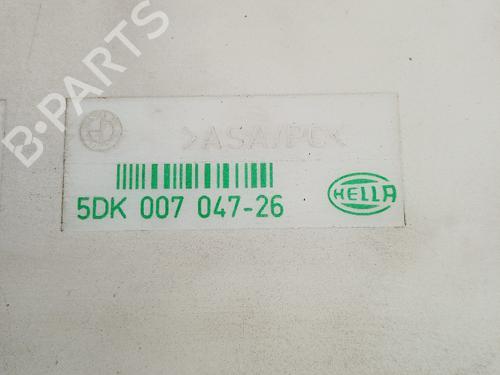 B-PARTS
>ASA/PC<
5DK 007 047-26
HELLA